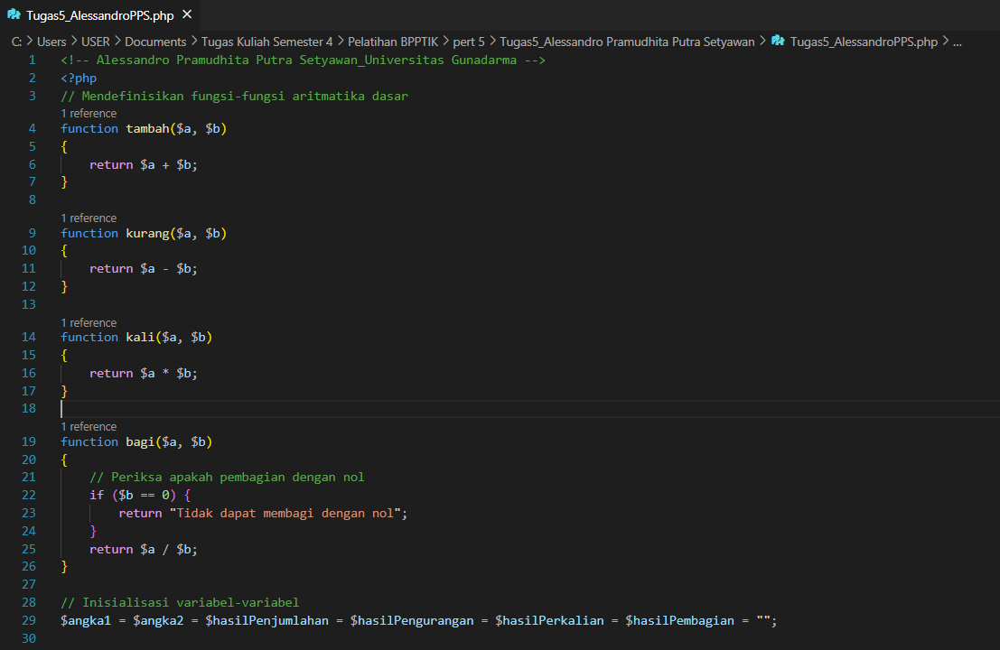 Tugas5_AlessandroPPS.php ×
C: > Users > USER > Documents > Tugas Kuliah Semester 4 > Pelatihan BPPTIK > pert 5 > Tugas5_Alessandro Pramudhita Putra Setyawan > Tugas5_AlessandroPPS.php > ...
1 <!-- Alessandro Pramudhita Putra Setyawan_Universitas Gunadarma -->
2 <?php
3 // Mendefinisikan fungsi-fungsi aritmatika dasar
1 reference
4 function tambah($a, $b)
5 {
6     return $a + $b;
7 }
8
1 reference
9 function kurang($a, $b)
10 {
11     return $a - $b;
12 }
13
1 reference
14 function kali($a, $b)
15 {
16     return $a * $b;
17 }
18
1 reference
19 function bagi($a, $b)
20 {
21     // Periksa apakah pembagian dengan nol
22     if ($b == 0) {
23         return "Tidak dapat membagi dengan nol";
24     }
25     return $a / $b;
26 }
27
28 // Inisialisasi variabel-variabel
29 $angka1 = $angka2 = $hasilPenjumlahan = $hasilPengurangan = $hasilPerkalian = $hasilPembagian = "";
30